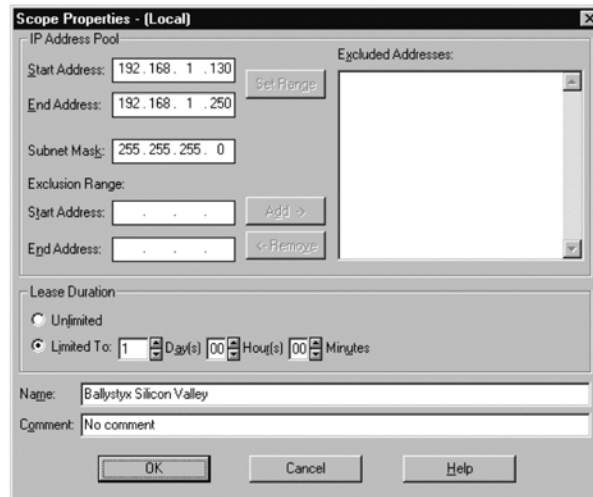 Scope Properties - (Local)
IP Address Pool
Excluded Addresses:
Start Address: 192.168. 1 .130
Set Range
End Address: 192.168. 1 .250
Subnet Mask: 255.255.255. 0
Exclusion Range:
Start Address: . . . Add ->
End Address: . . . <-Remove
Lease Duration
Unlimited
Limited To: 1 Day(s) 00 Hour(s) 00 Minutes
Name: Ballystyx Silicon Valley
Comment: No comment
OK Cancel Help